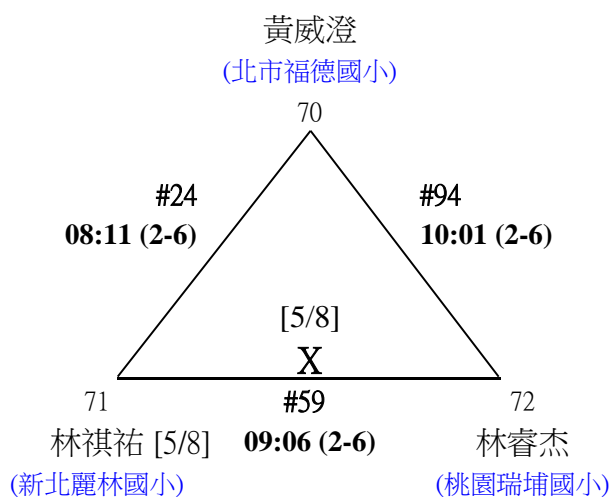 黃威澄
(北市福德國小)
70
#24
08:11 (2-6)
#94
10:01 (2-6)
[5/8]
X
71
#59
72
林祺祐 [5/8]
09:06 (2-6)
林睿杰
(新北麗林國小)
(桃園瑞埔國小)